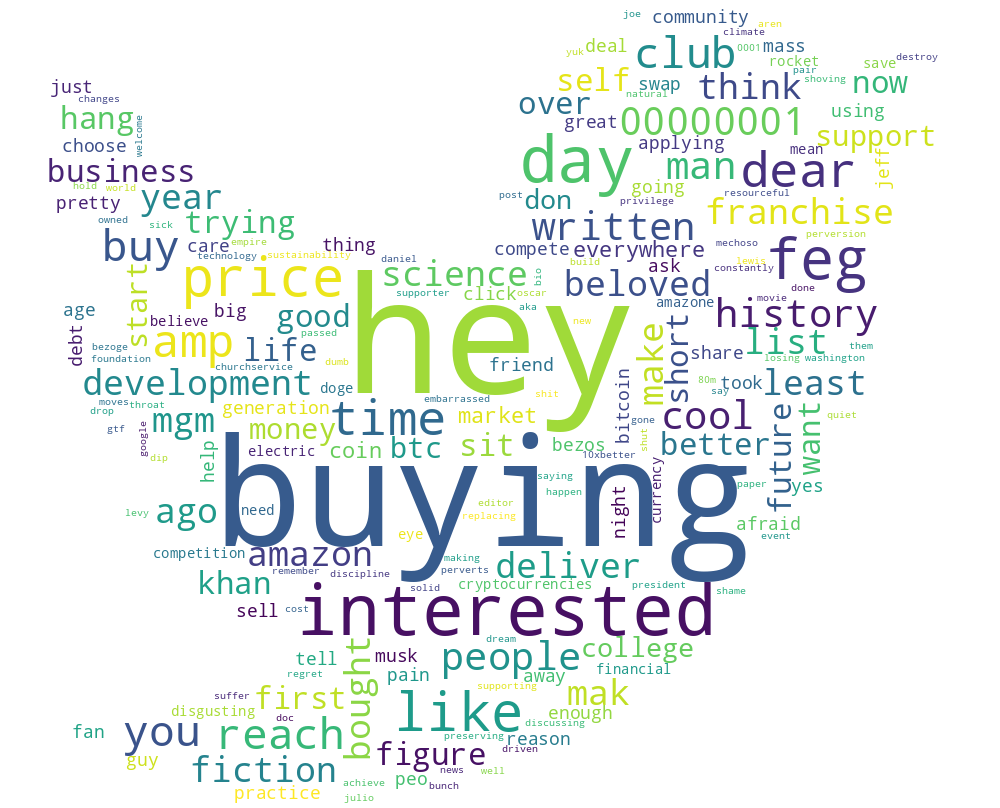 joe
community
climate
aren
yuk
deal
club
0001
mass
destroy
just
changes
self
swap
think
pair
rocket
shoving
save
now
hang
welcome
over
natural
using
choose
great
00000001
applying
support
business
day
man
mean
dear
jeff
hold
world
pretty
year
post
don
going
privilege
resourceful
franchise
owned
sick
trying
written
perversion
buy
care
empire
thing
compete
everywhere
mechoso
feg
technology
sustainability
daniel
science
bio
ask
constantly
lewis
start
price
hey
supporter
click
oscar
beloved
build
amazone
movie
done
age
believe
big
good
aka
history
debt
amp
passed
new
make
short
share
list
bezoge
foundation
life
friend
losing
washington
them
churchservice
dumb
development
doge
embarrassed
shit
took
80m
say
least
moves
drop
throat
generation
time
market
bitcoin
gone
cool
future
want
quiet
gtf
google
mgm
money
electric
coin
btc
sit
bezos
10xbetter
shut
better
dip
help
buying
saying
happen
night
currency
paper
yes
levy
ago
need
editor
replacing
afraid
event
competition
amazon
eye
making
deliver
remember
discipline
perverts
khan
cost
solid
cryptocurrencies
president
shame
sell
interested
tell
regret
bought
musk
dream
people
college
pain
away
financial
suffer
first
supporting
mak
disgusting
doc
like
enough
fan
you
reach
preserving
discussing
reason
guy
fiction
figure
driven
peo
news
well
practice
achieve
bunch
julio